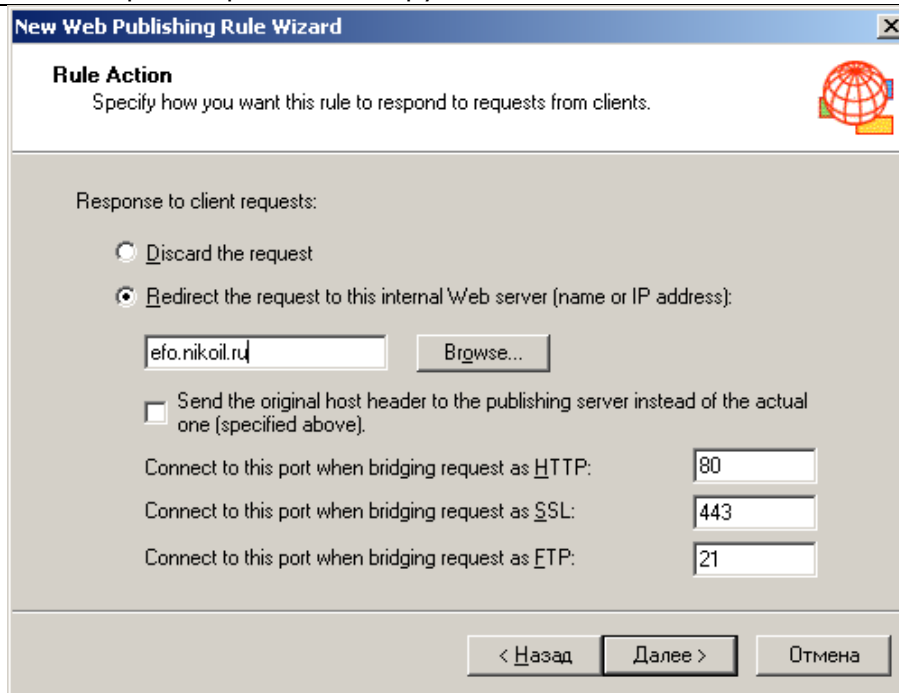 New Web Publishing Rule Wizard
Rule Action
Specify how you want this rule to respond to requests from clients.
Response to client requests:
Discard the request
Redirect the request to this internal Web server (name or IP address):
efo.nikoil.ru
Browse...
Send the original host header to the publishing server instead of the actual
one (specified above).
Connect to this port when bridging request as HTTP: 80
Connect to this port when bridging request as SSL: 443
Connect to this port when bridging request as FTP: 21
< Назад Далее > Отмена